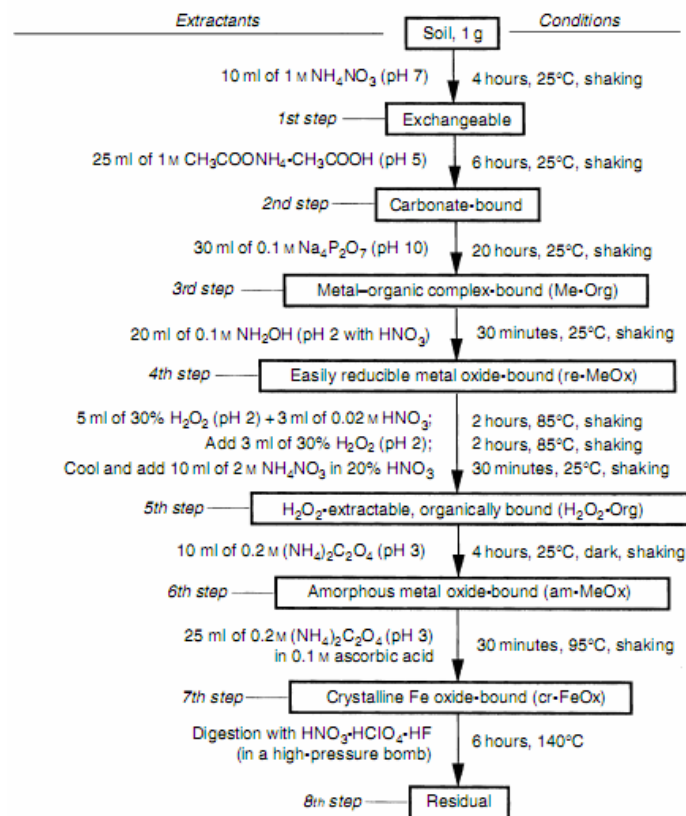 Extractants
Conditions
Soil, 1 g
10 ml of 1 M NH₄NO₃ (pH 7)
4 hours, 25°C, shaking
1st step
Exchangeable
25 ml of 1 M CH₃COONH₄•CH₃COOH (pH 5)
6 hours, 25°C, shaking
2nd step
Carbonate-bound
30 ml of 0.1 M Na₄P₂O₇ (pH 10)
20 hours, 25°C, shaking
3rd step
Metal–organic complex-bound (Me-Org)
20 ml of 0.1 M NH₂OH (pH 2 with HNO₃)
30 minutes, 25°C, shaking
4th step
Easily reducible metal oxide-bound (re-MeOx)
5 ml of 30% H₂O₂ (pH 2) + 3 ml of 0.02 M HNO₃;
2 hours, 85°C, shaking
Add 3 ml of 30% H₂O₂ (pH 2);
2 hours, 85°C, shaking
Cool and add 10 ml of 2 M NH₄NO₃ in 20% HNO₃
30 minutes, 25°C, shaking
5th step
H₂O₂-extractable, organically bound (H₂O₂-Org)
10 ml of 0.2 M (NH₄)₂C₂O₄ (pH 3)
4 hours, 25°C, dark, shaking
6th step
Amorphous metal oxide-bound (am-MeOx)
25 ml of 0.2 M (NH₄)₂C₂O₄ (pH 3)
in 0.1 M ascorbic acid
30 minutes, 95°C, shaking
7th step
Crystalline Fe oxide-bound (cr-FeOx)
Digestion with HNO₃-HClO₄-HF
(in a high-pressure bomb)
6 hours, 140°C
8th step
Residual